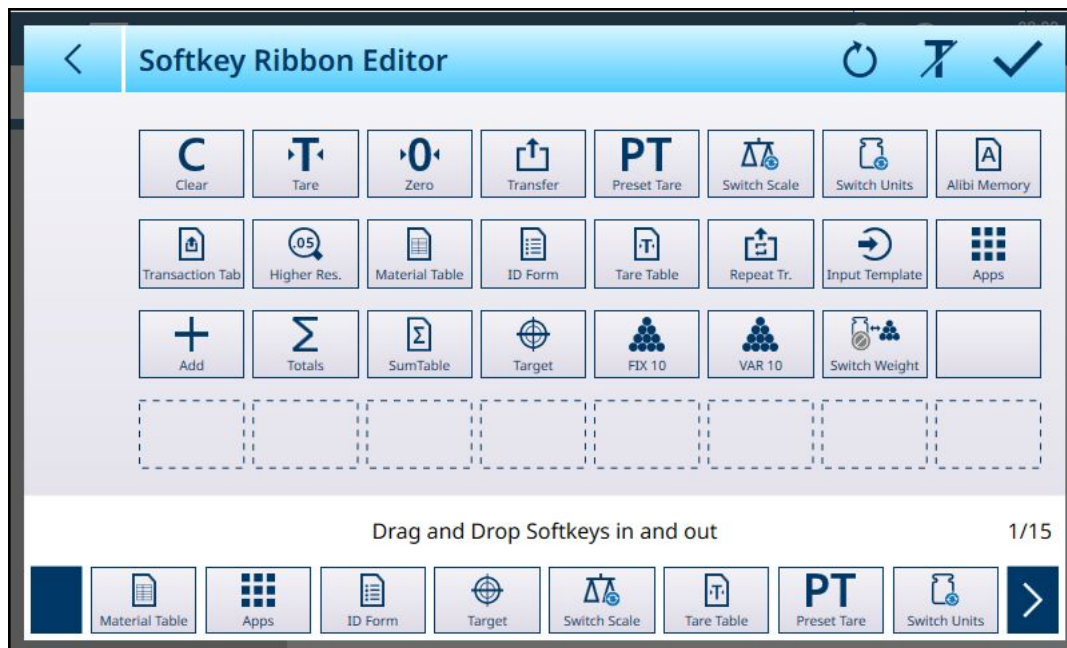 Softkey Ribbon Editor
C T 0 PT A
Clear Tare Zero Transfer Preset Tare Switch Scale Switch Units Alibi Memory
.05 T
Transaction Tab Higher Res. Material Table ID Form Tare Table Repeat Tr. Input Template Apps
Σ Σ
Add Totals SumTable Target FIX 10 VAR 10 Switch Weight
Drag and Drop Softkeys in and out 1/15
T PT
Material Table Apps ID Form Target Switch Scale Tare Table Preset Tare Switch Units